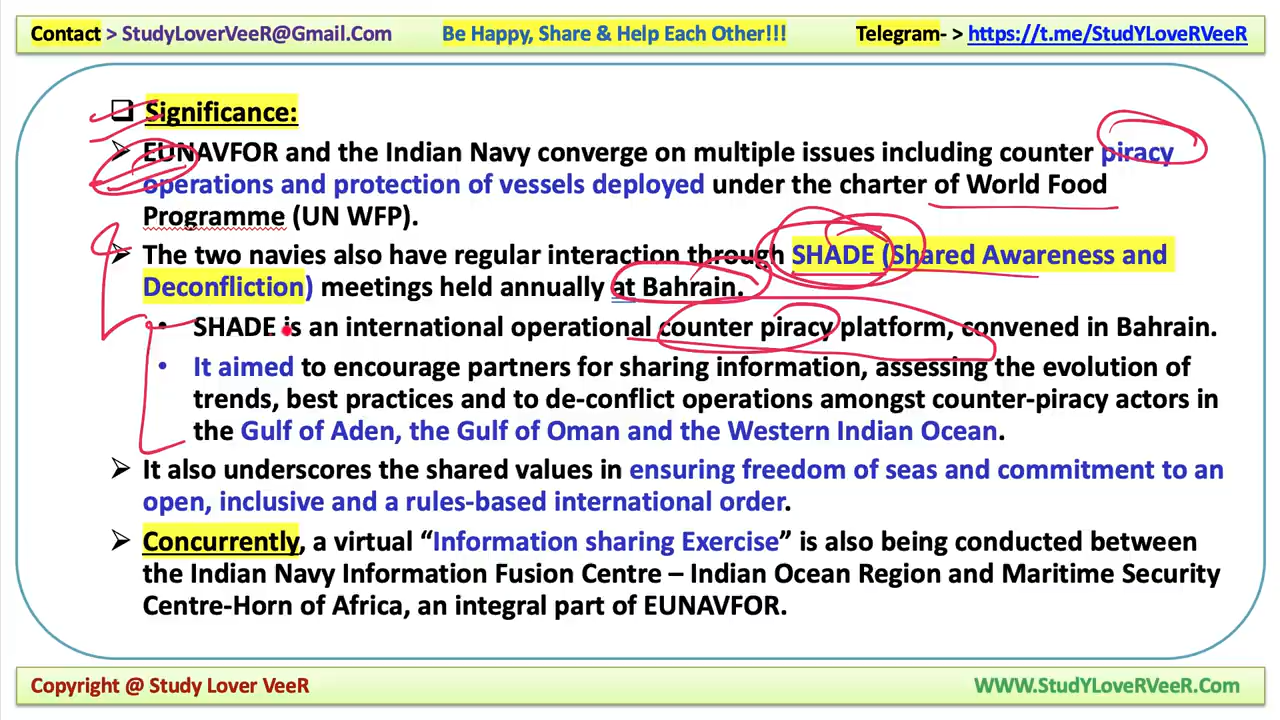 Contact > StudyLoverVeeR@Gmail.Com Be Happy, Share & Help Each Other!!! Telegram- > https://t.me/StudYLoveRVeeR
❑ Significance:
➢ EUNAVFOR and the Indian Navy converge on multiple issues including counter piracy
operations and protection of vessels deployed under the charter of World Food
Programme (UN WFP).
➢ The two navies also have regular interaction through SHADE (Shared Awareness and
Deconfliction) meetings held annually at Bahrain.
• SHADE is an international operational counter piracy platform, convened in Bahrain.
• It aimed to encourage partners for sharing information, assessing the evolution of
trends, best practices and to de-conflict operations amongst counter-piracy actors in
the Gulf of Aden, the Gulf of Oman and the Western Indian Ocean.
➢ It also underscores the shared values in ensuring freedom of seas and commitment to an
open, inclusive and a rules-based international order.
➢ Concurrently, a virtual “Information sharing Exercise” is also being conducted between
the Indian Navy Information Fusion Centre – Indian Ocean Region and Maritime Security
Centre-Horn of Africa, an integral part of EUNAVFOR.
Copyright @ Study Lover VeeR WWW.StudYLoveRVeeR.Com